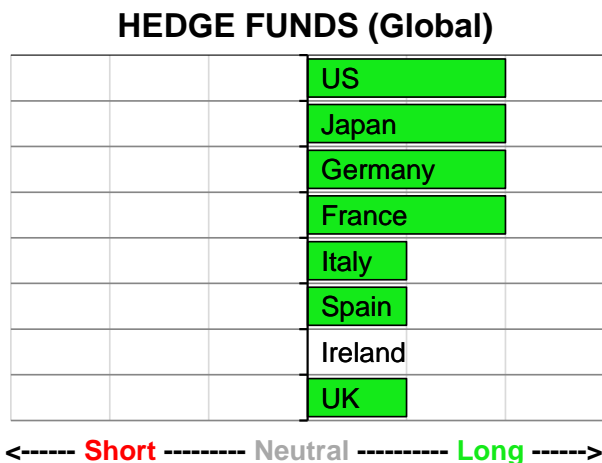 HEDGE FUNDS (Global)
US
Japan
Germany
France
Italy
Spain
Ireland
UK
<------ Short --------- Neutral ---------- Long ------>